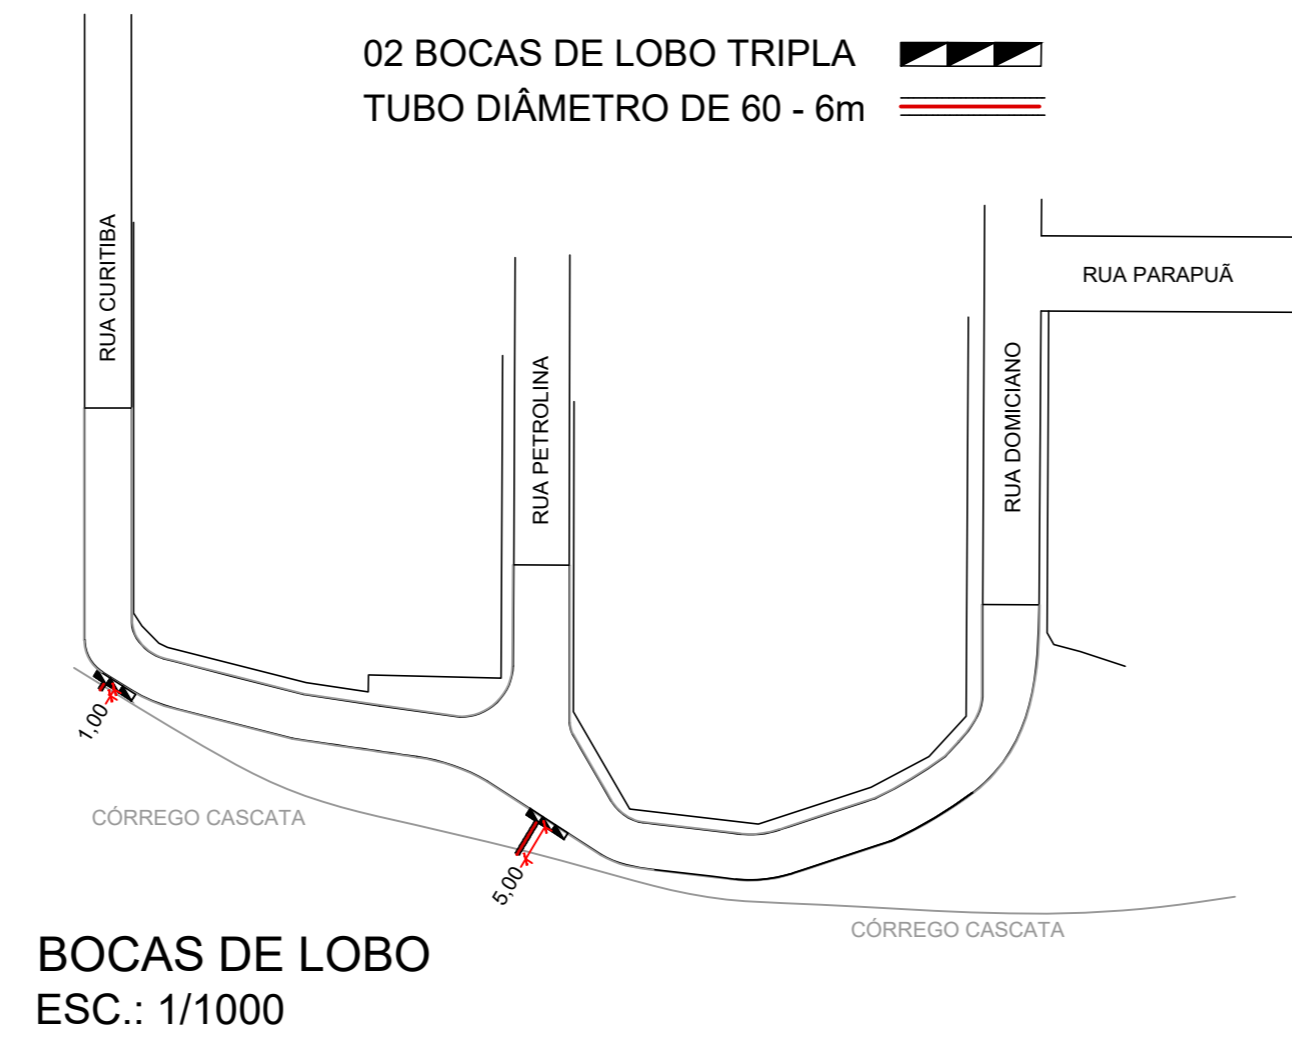 02 BOCAS DE LOBO TRIPLA
TUBO DIÂMETRO DE 60 - 6m
RUA CURITIBA
RUA PETROLINA
RUA DOMICIANO
RUA PARAPUÃ
1,00
CÓRREGO CASCATA
5,00
CÓRREGO CASCATA
BOCAS DE LOBO
ESC.: 1/1000